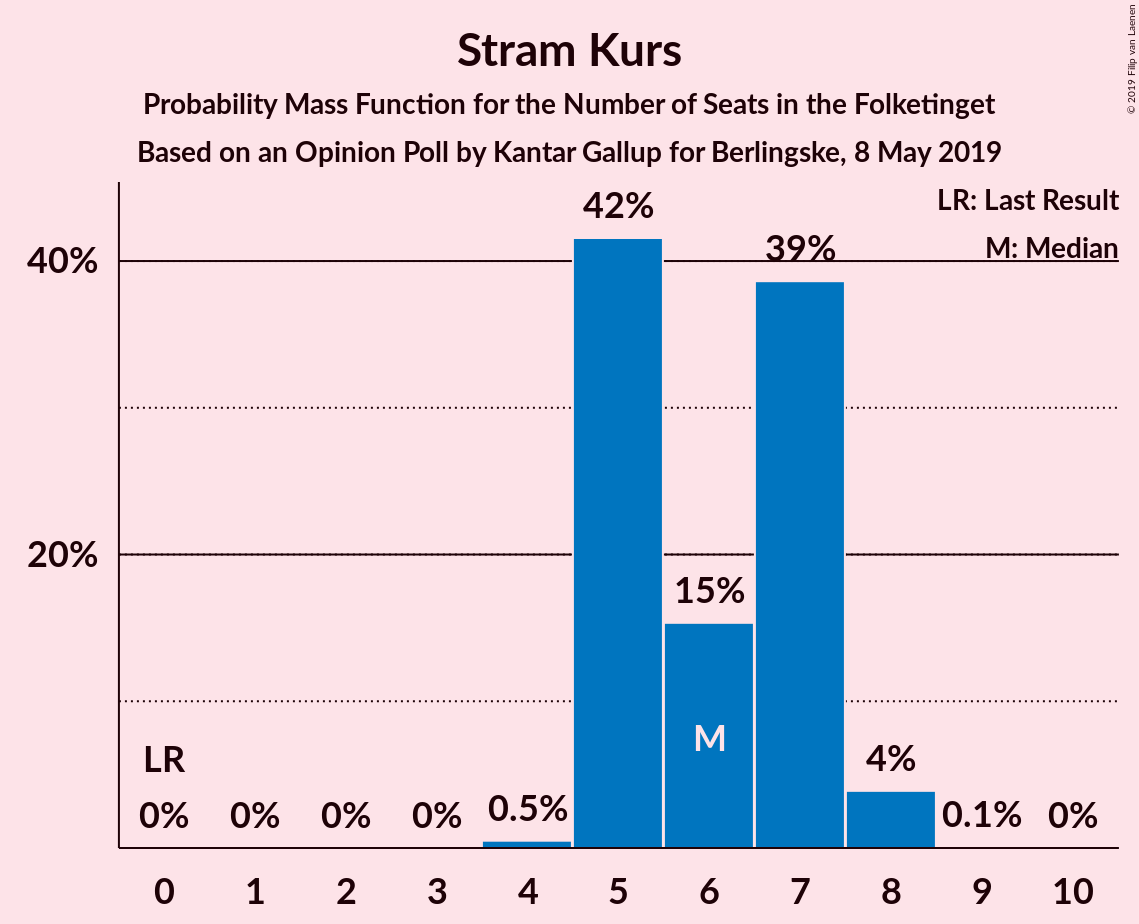 Stram Kurs
Probability Mass Function for the Number of Seats in the Folketinget
Based on an Opinion Poll by Kantar Gallup for Berlingske, 8 May 2019
© 2019 Filip van Laenen
LR: Last Result
M: Median
42%
39%
40%
20%
15%
M
LR
4%
0% 0% 0% 0% 0.5% 0.1% 0%
0 1 2 3 4 5 6 7 8 9 10